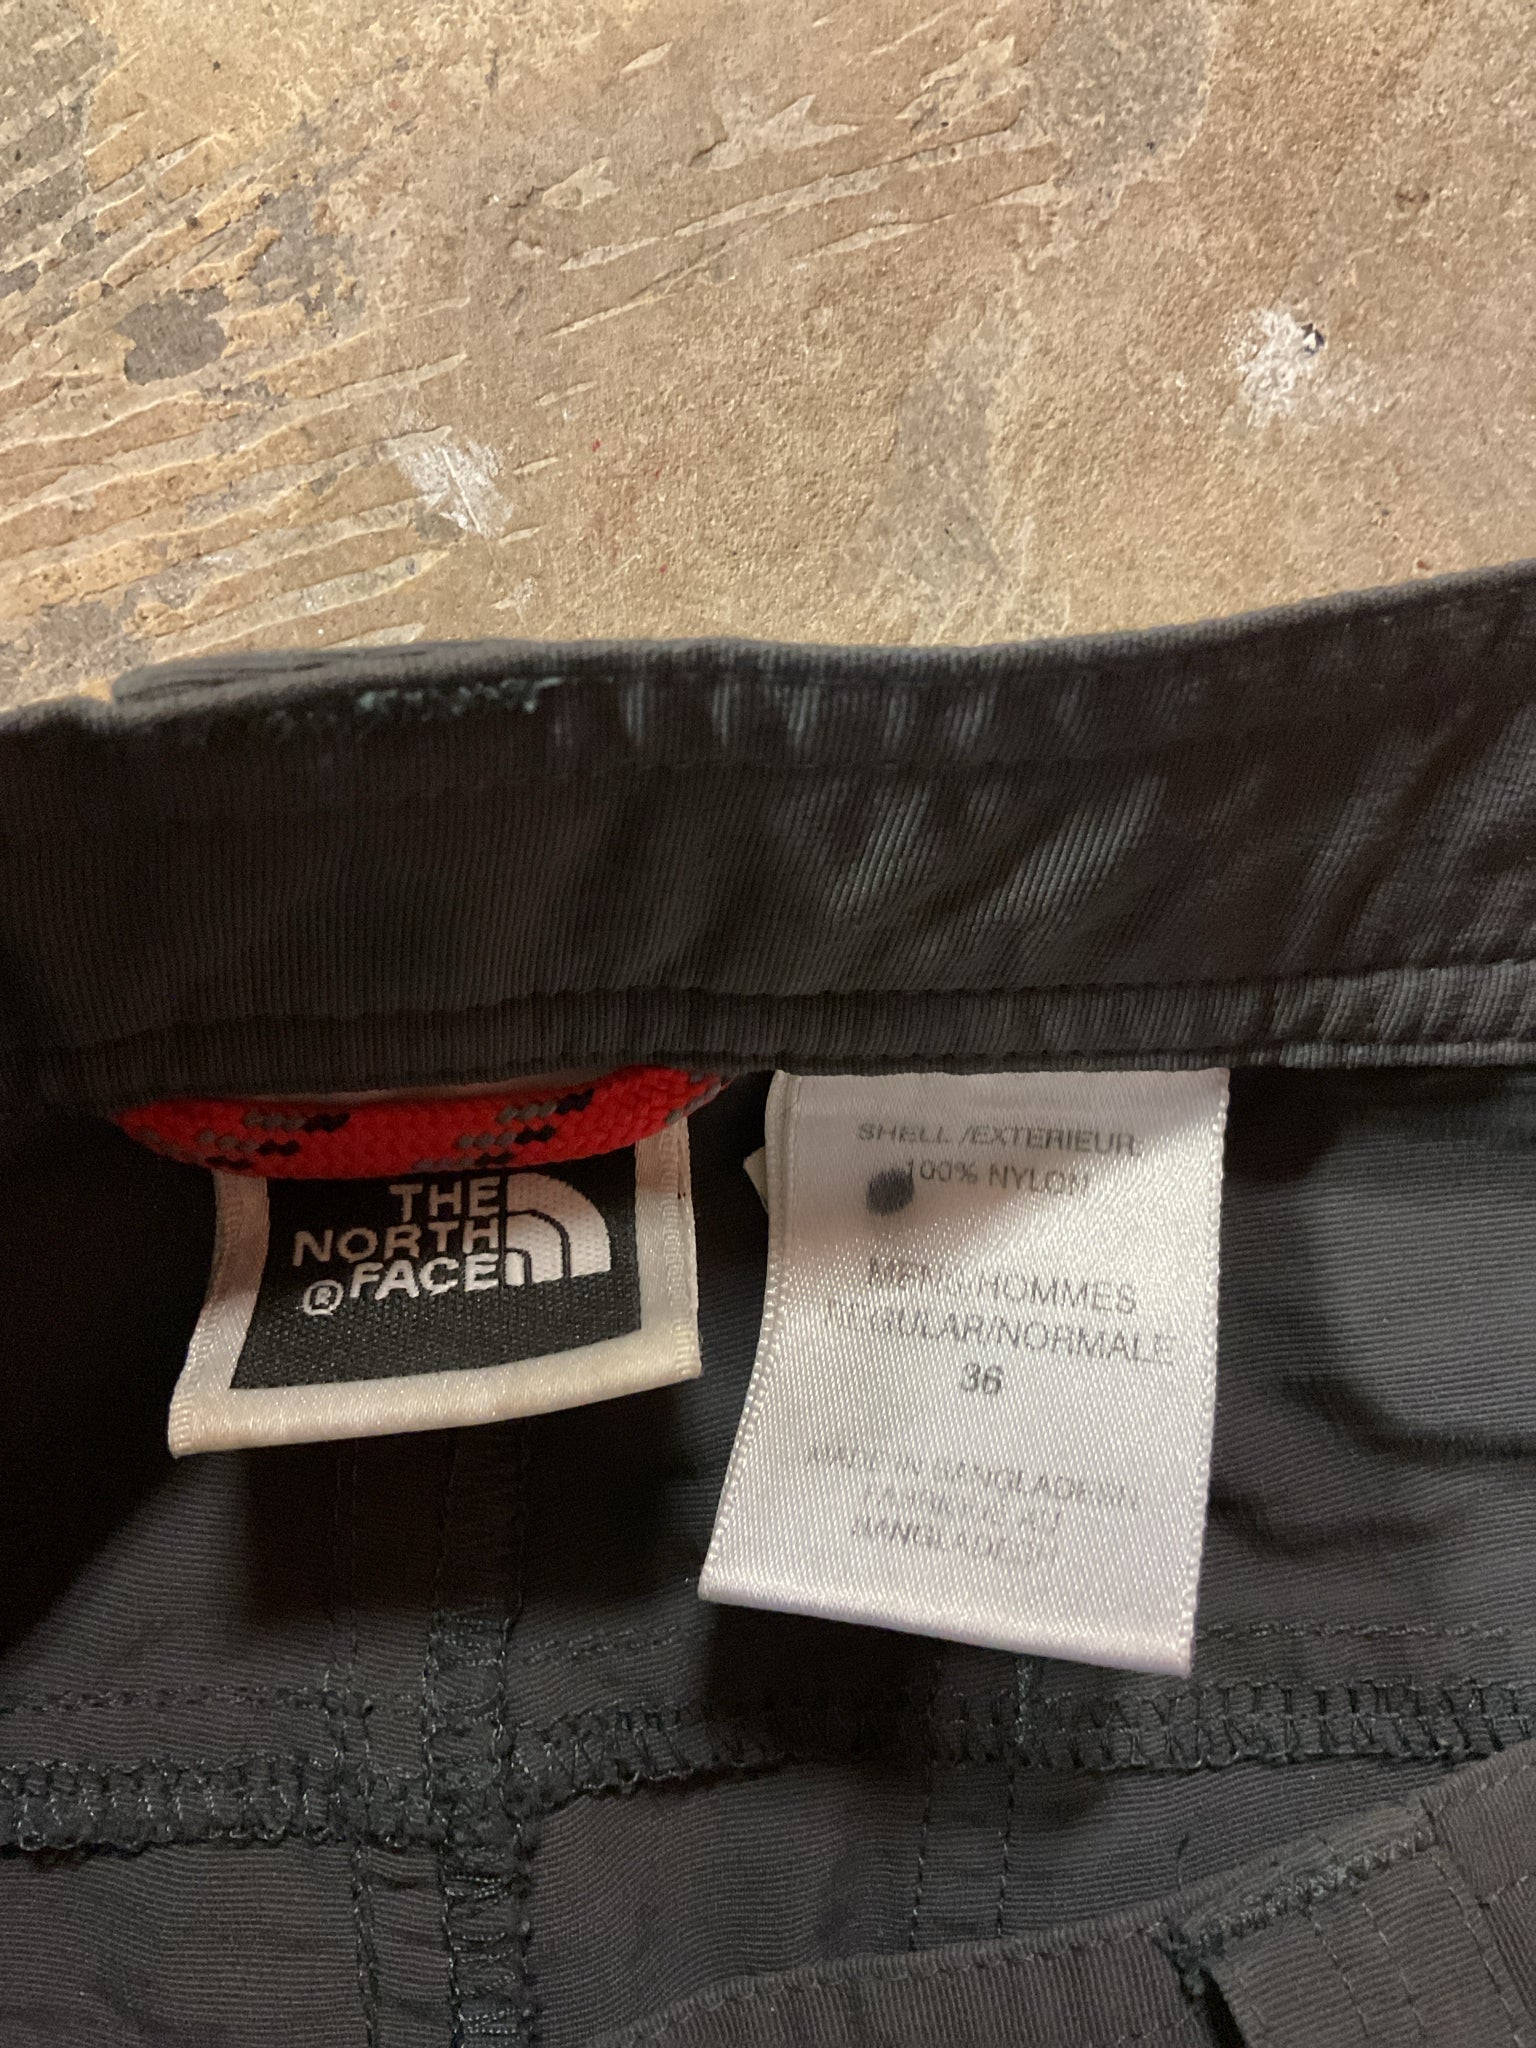 THE
NORTH
® FACE
SHELL /EXTERIEUR
100% NYLON
MENS/HOMMES
REGULAR/NORMALE
36
MADE IN BANGLADESH
FABRIQUE AU
BANGLADESH